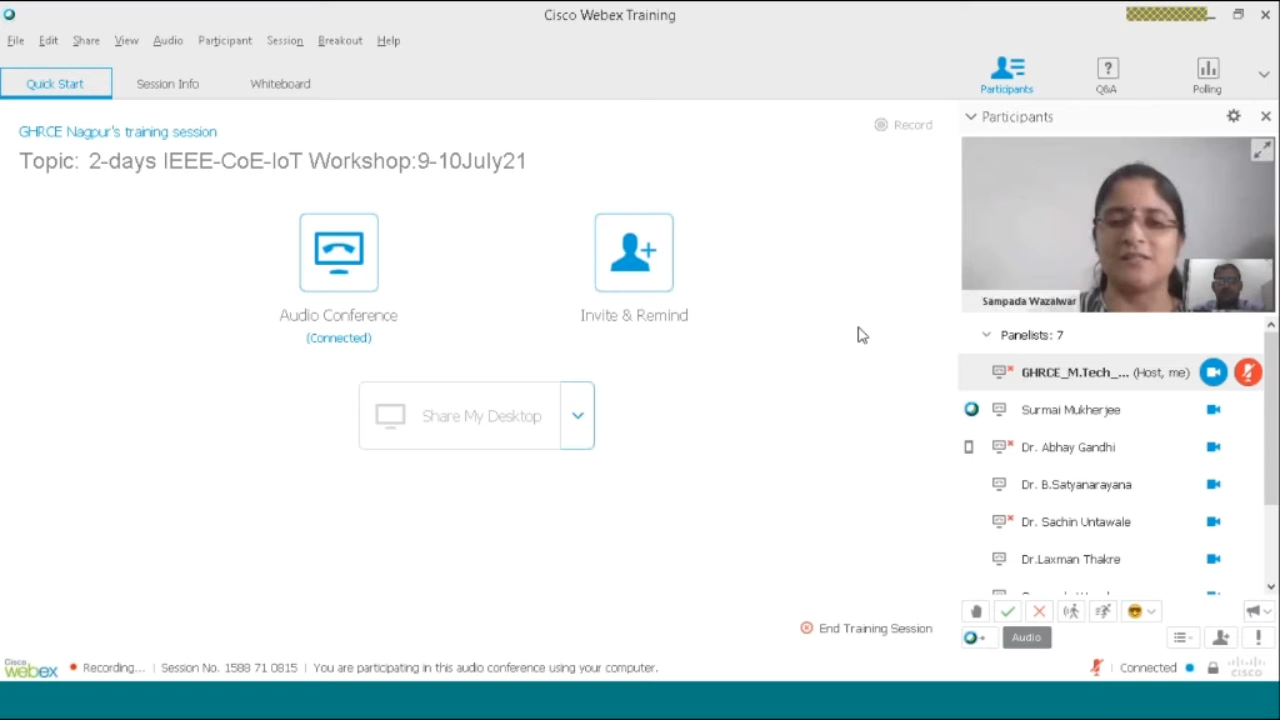 Cisco Webex Training
File Edit Share View Audio Participant Session Breakout Help
Quick Start Session Info Whiteboard
Participants Q&A Polling
GHRCE Nagpur's training session
Record
Topic: 2-days IEEE-CoE-IoT Workshop:9-10July21
Participants
Audio Conference
(Connected)
Invite & Remind
Share My Desktop
Sampada Wazalwar
Panelists: 7
GHRCE_M.Tech_... (Host, me)
Surmai Mukherjee
Dr. Abhay Gandhi
Dr. B.Satyanarayana
Dr. Sachin Untawale
Dr.Laxman Thakre
End Training Session
Audio
Cisco webex Recording... Session No. 1588 71 0815 You are participating in this audio conference using your computer.
Connected
CISCO